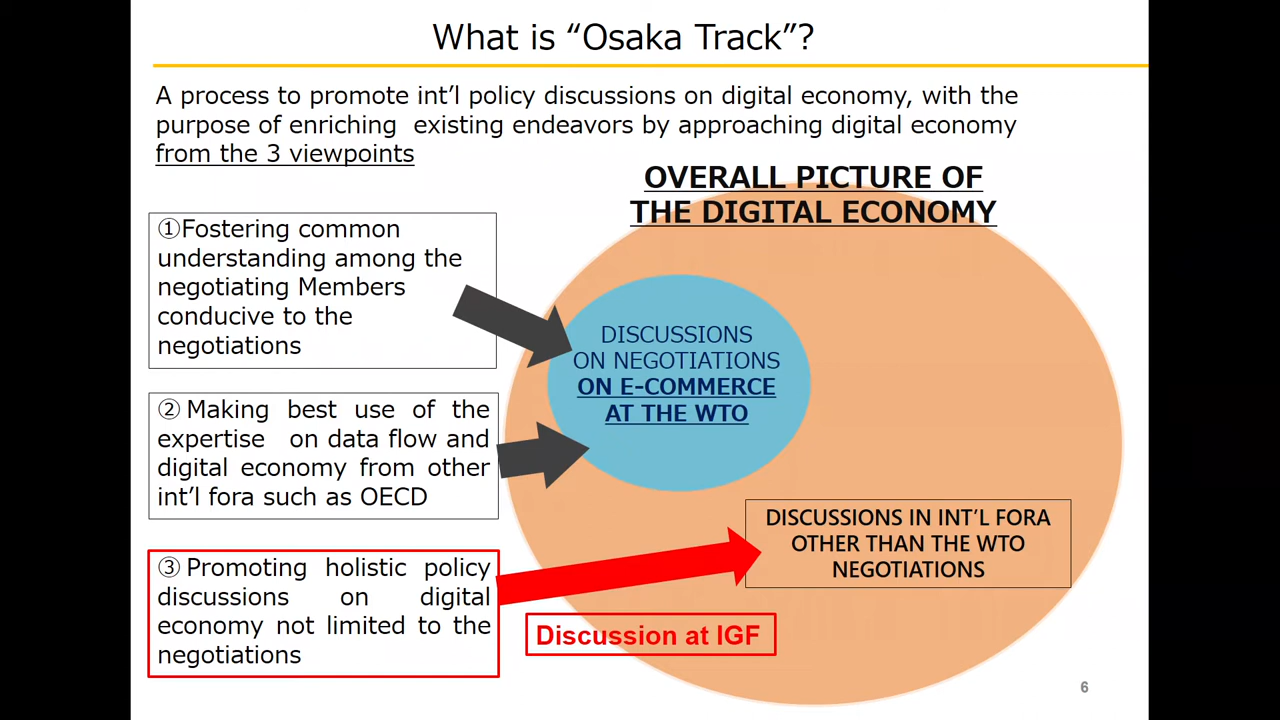 What is “Osaka Track”?
A process to promote int’l policy discussions on digital economy, with the
purpose of enriching existing endeavors by approaching digital economy
from the 3 viewpoints
OVERALL PICTURE OF
THE DIGITAL ECONOMY
①Fostering common
understanding among the
negotiating Members
conducive to the
negotiations
DISCUSSIONS
ON NEGOTIATIONS
ON E-COMMERCE
AT THE WTO
② Making best use of the
expertise on data flow and
digital economy from other
int’l fora such as OECD
③ Promoting holistic policy
discussions on digital
economy not limited to the
negotiations
DISCUSSIONS IN INT’L FORA
OTHER THAN THE WTO
NEGOTIATIONS
Discussion at IGF
6